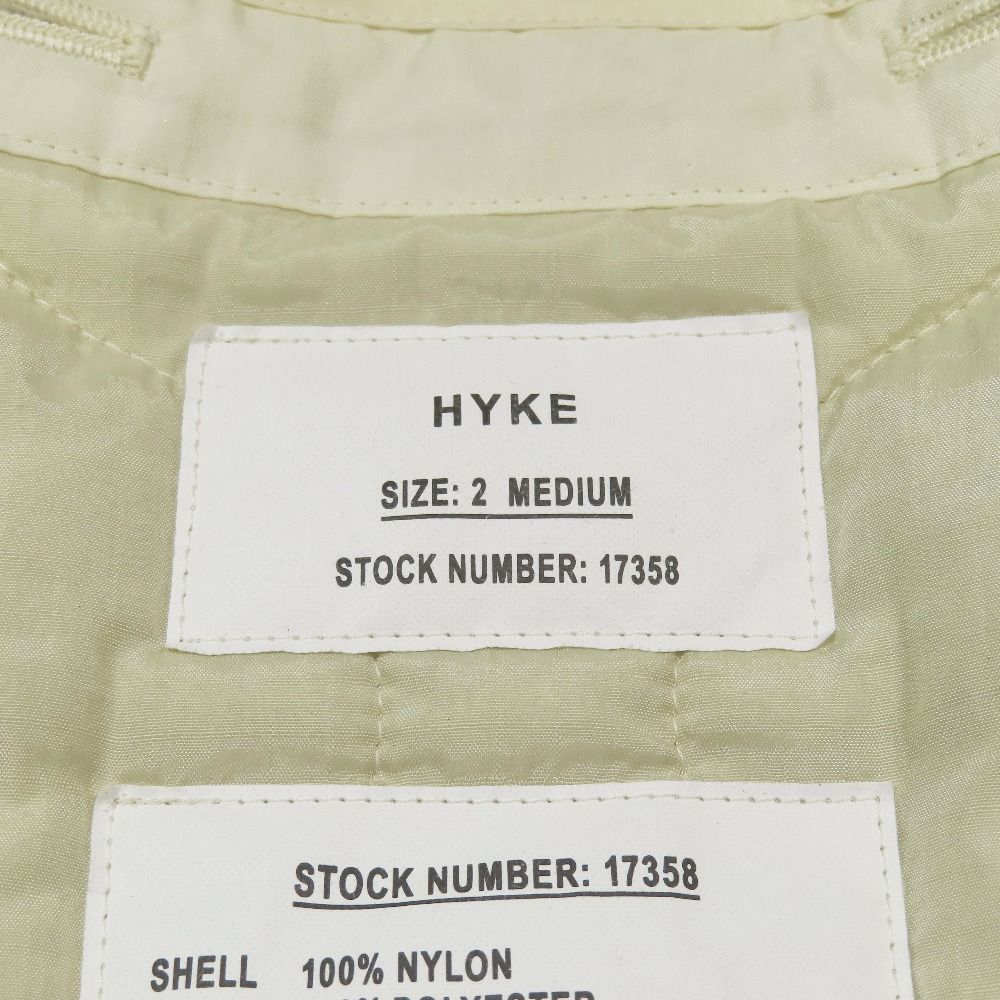 HYKE
SIZE: 2 MEDIUM
STOCK NUMBER: 17358
STOCK NUMBER: 17358
SHELL 100% NYLON